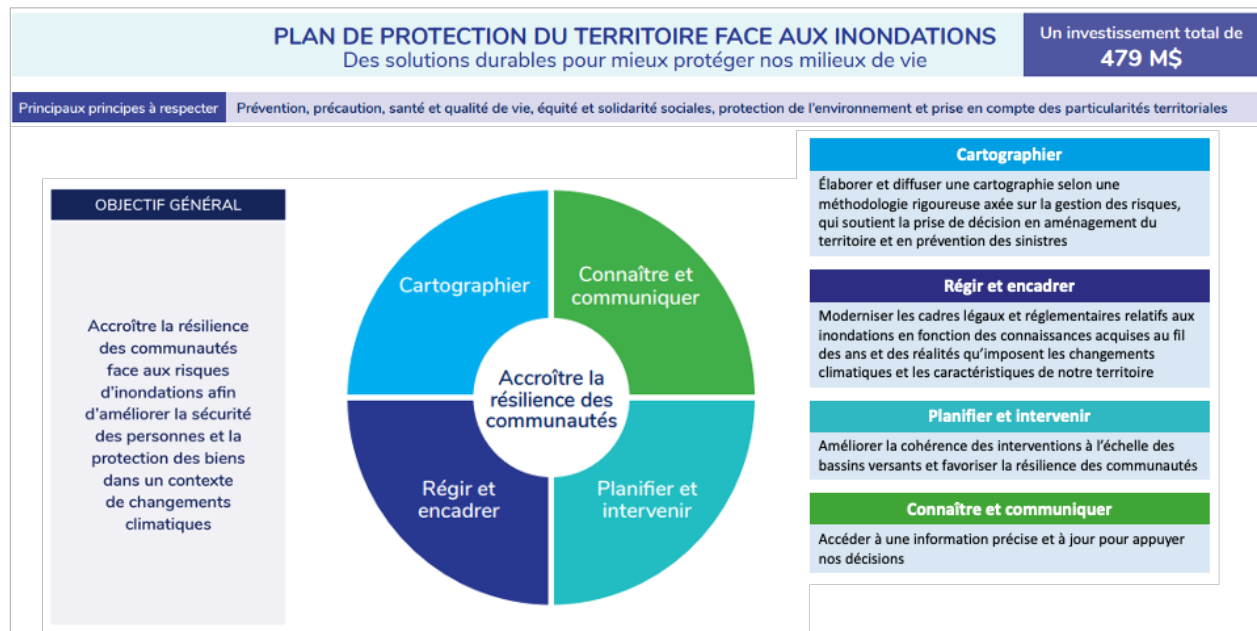 PLAN DE PROTECTION DU TERRITOIRE FACE AUX INONDATIONS
Des solutions durables pour mieux protéger nos milieux de vie
Un investissement total de
479 M$
Principaux principes à respecter
Prévention, précaution, santé et qualité de vie, équité et solidarité sociales, protection de l'environnement et prise en compte des particularités territoriales
OBJECTIF GÉNÉRAL
Accroître la résilience
des communautés
face aux risques
d'inondations afin
d'améliorer la sécurité
des personnes et la
protection des biens
dans un contexte
de changements
climatiques
Cartographier
Connaître et
communiquer
Accroître la
résilience des
communautés
Régir et
encadrer
Planifier et
intervenir
Cartographier
Élaborer et diffuser une cartographie selon une
méthodologie rigoureuse axée sur la gestion des risques,
qui soutient la prise de décision en aménagement du
territoire et en prévention des sinistres
Régir et encadrer
Moderniser les cadres légaux et réglementaires relatifs aux
inondations en fonction des connaissances acquises au fil
des ans et des réalités qu'imposent les changements
climatiques et les caractéristiques de notre territoire
Planifier et intervenir
Améliorer la cohérence des interventions à l'échelle des
bassins versants et favoriser la résilience des communautés
Connaître et communiquer
Accéder à une information précise et à jour pour appuyer
nos décisions